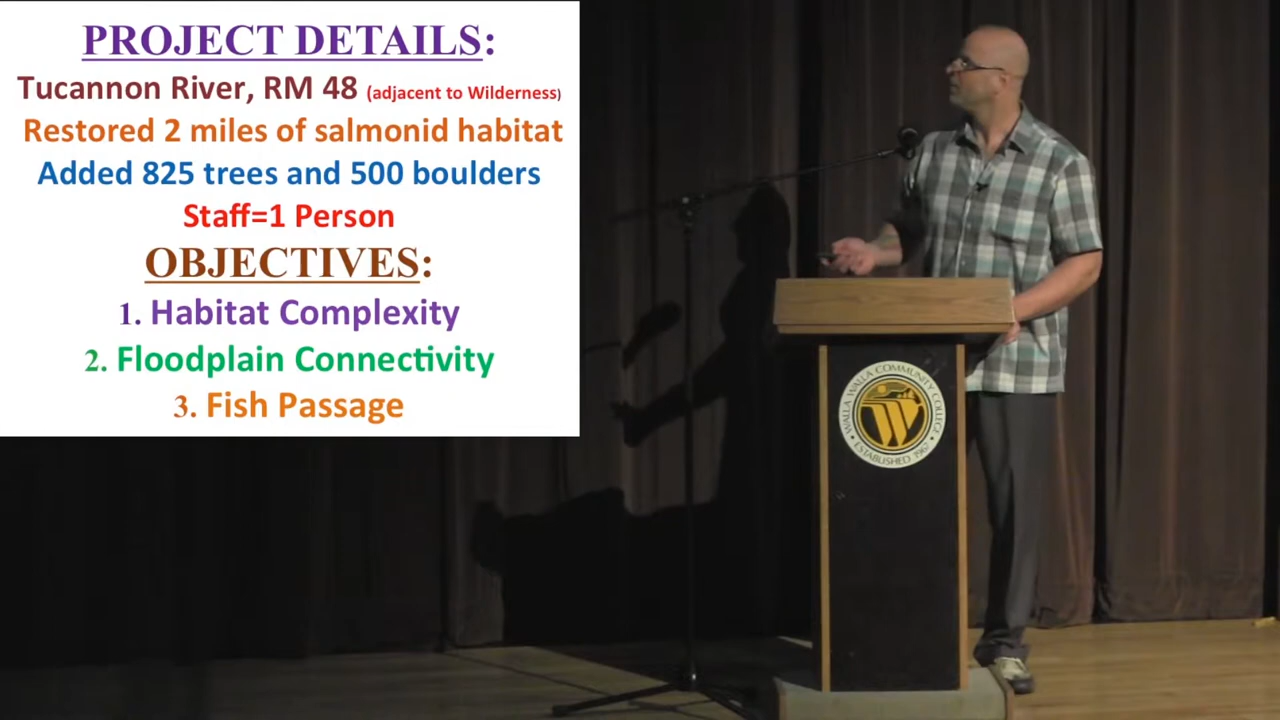 PROJECT DETAILS:
Tucannon River, RM 48 (adjacent to Wilderness)
Restored 2 miles of salmonid habitat
Added 825 trees and 500 boulders
Staff=1 Person
OBJECTIVES:
1. Habitat Complexity
2. Floodplain Connectivity
3. Fish Passage
WALLA WALLA COMMUNITY COLLEGE
W
• ESTABLISHED 1967 •